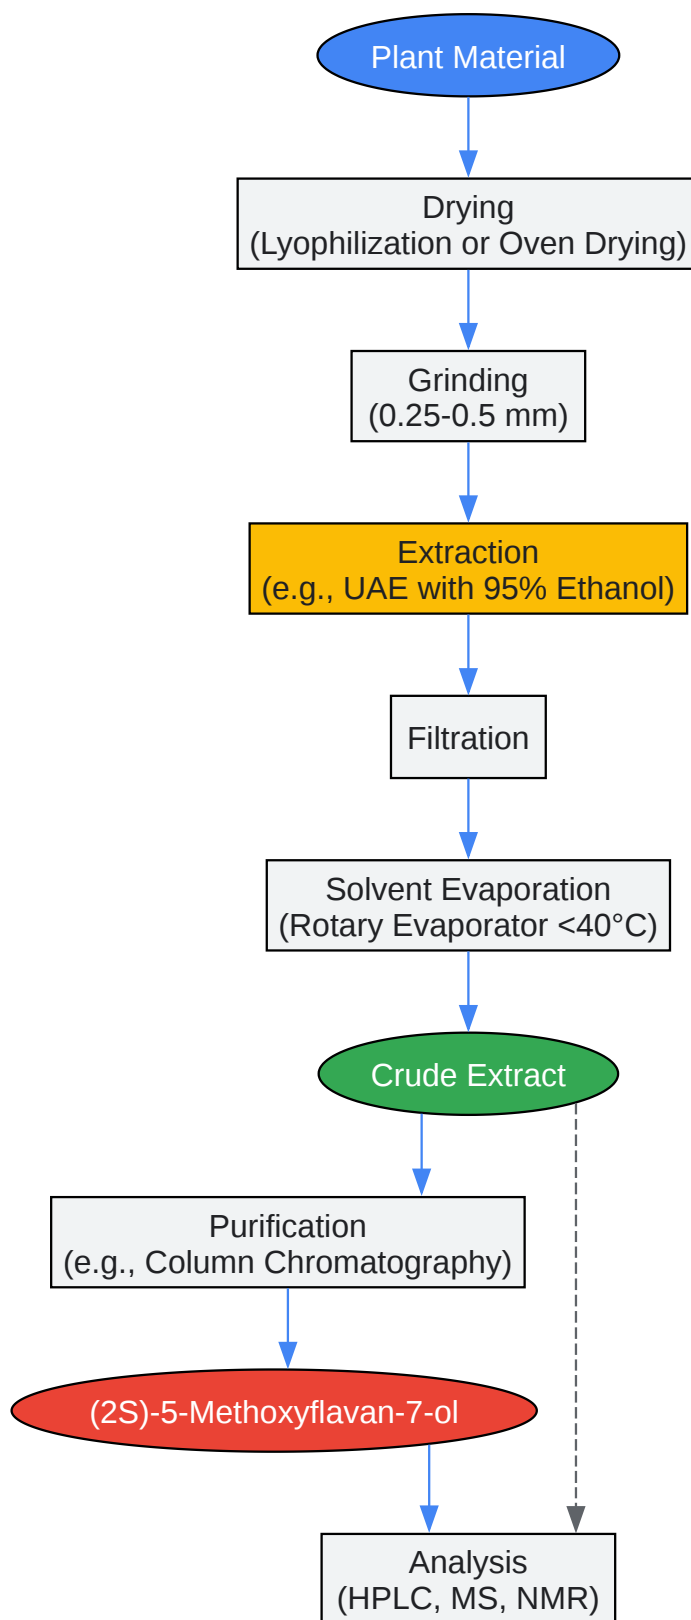 Plant Material
Drying
(Lyophilization or Oven Drying)
Grinding
(0.25-0.5 mm)
Extraction
(e.g., UAE with 95% Ethanol)
Filtration
Solvent Evaporation
(Rotary Evaporator <40°C)
Crude Extract
Purification
(e.g., Column Chromatography)
(2S)-5-Methoxyflavan-7-ol
Analysis
(HPLC, MS, NMR)